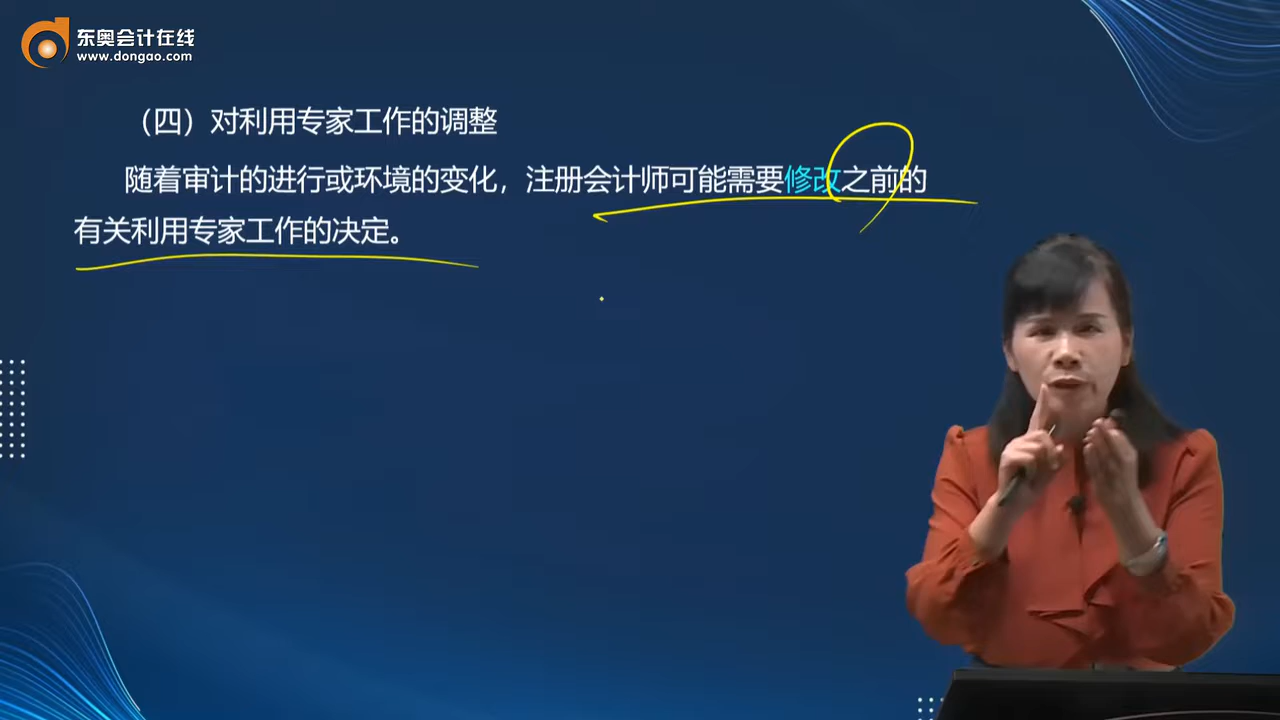 东奥会计在线
www.dongao.com
（四）对利用专家工作的调整
随着审计的进行或环境的变化，注册会计师可能需要修改之前的
有关利用专家工作的决定。